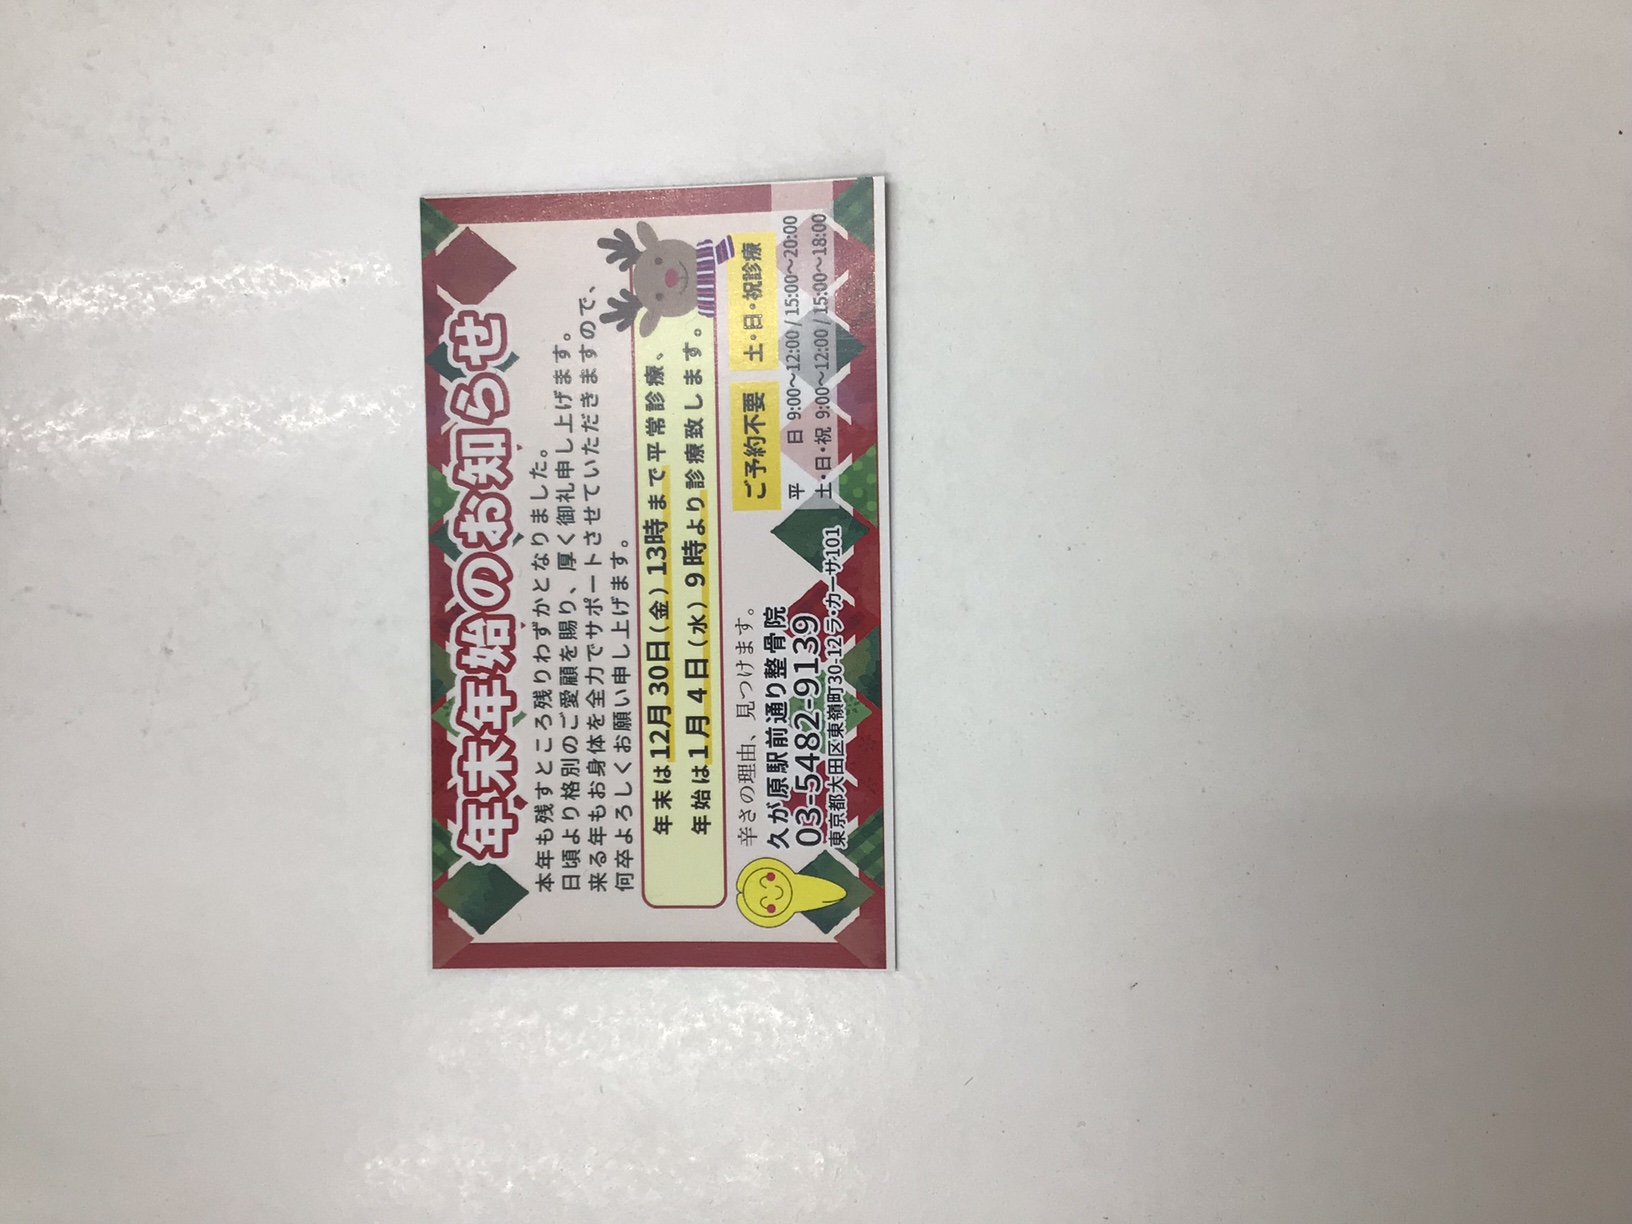 年末年始のお知らせ
本年も残すところ残りわずかとなりました。
日頃より格別のご愛顧を賜り、厚く御礼申し上げます。
来る年もお身体を全力でサポートさせていただきますので、
何卒よろしくお願い申し上げます。
年末は12月30日(金)13時まで平常診療、
年始は1月4日(水)9時より診療致します。
辛さの理由、見つけます。
久が原駅前通り整骨院
03-5482-9139
東京都大田区東嶺町30-12ラ・カーサ101
ご予約不要 土・日・祝診療
平 日 9:00〜12:00 / 15:00〜20:00
土・日・祝 9:00〜12:00 / 15:00〜18:00